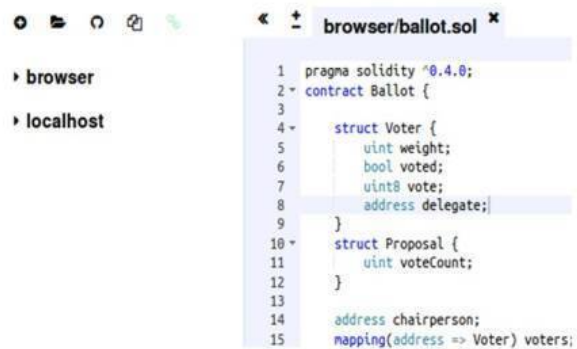 browser/ballot.sol
browser
localhost
1 pragma solidity ^0.4.0;
2 contract Ballot {
3
4 struct Voter {
5 uint weight;
6 bool voted;
7 uint8 vote;
8 address delegate;
9 }
10 struct Proposal {
11 uint voteCount;
12 }
13
14 address chairperson;
15 mapping(address => Voter) voters;